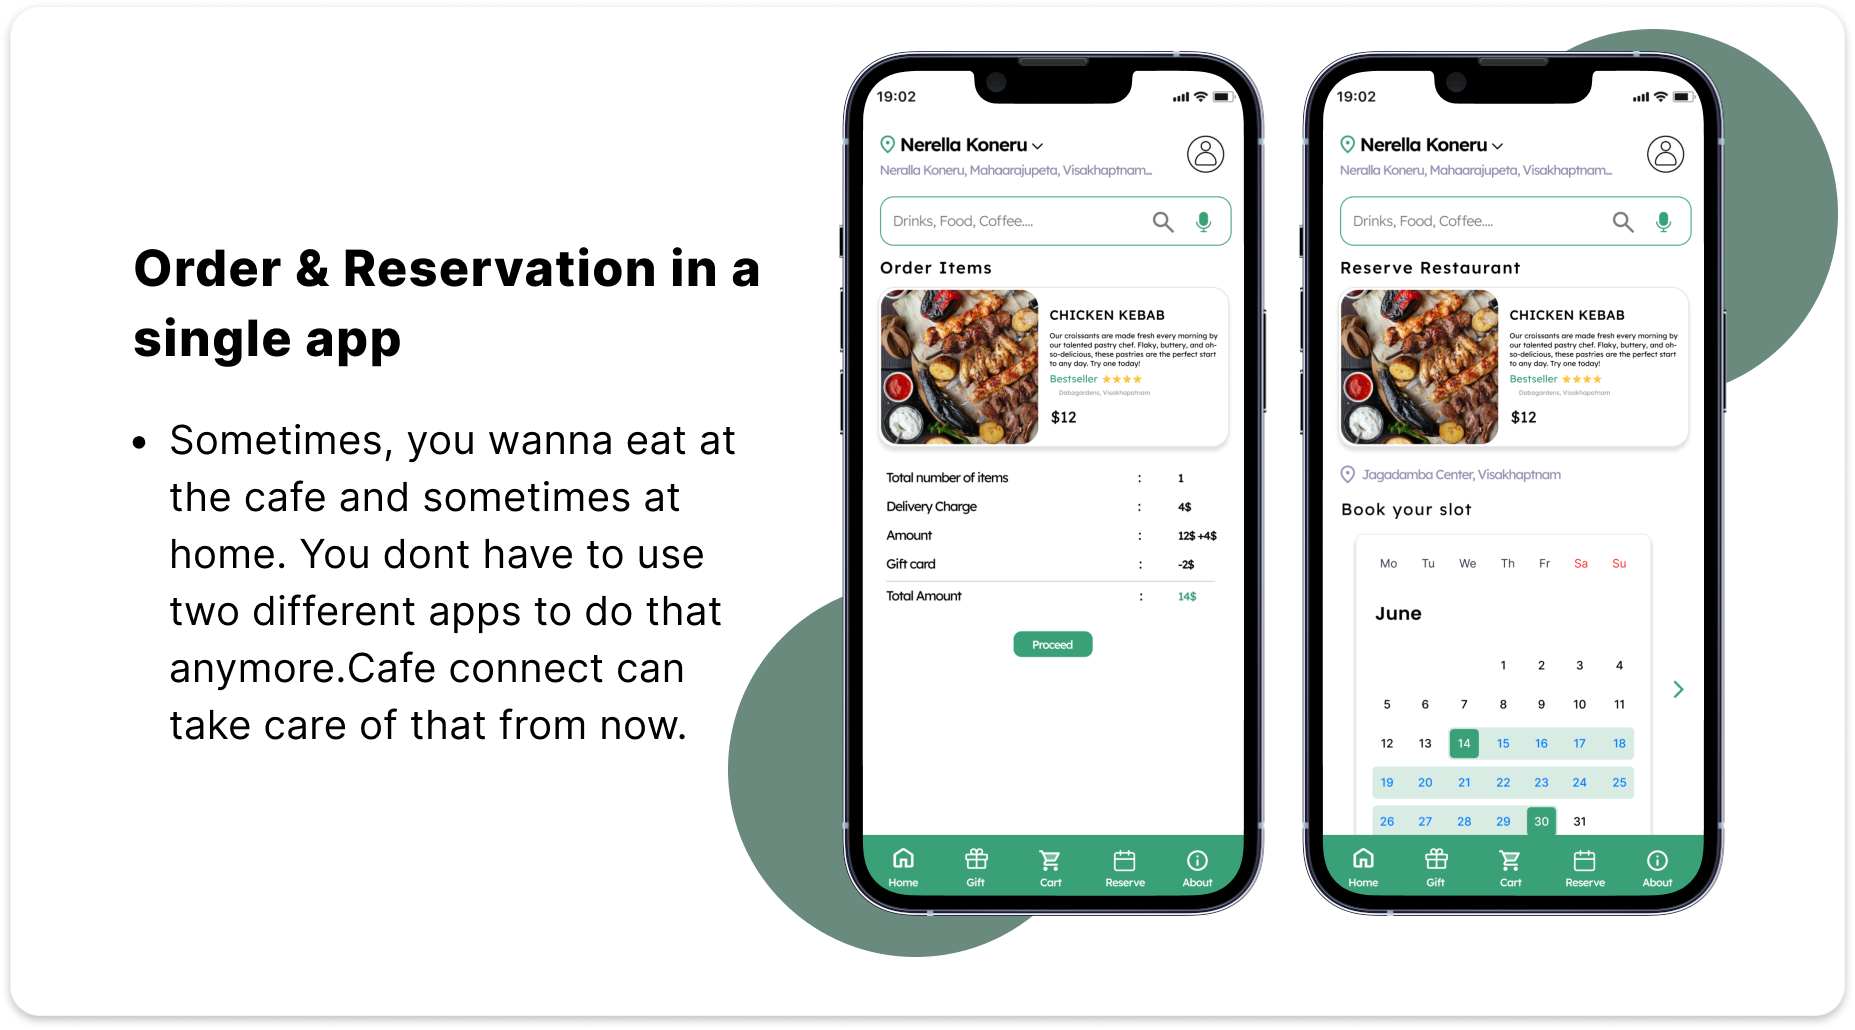 Order & Reservation in a
single app
Sometimes, you wanna eat at
the cafe and sometimes at
home. You dont have to use
two different apps to do that
anymore.Cafe connect can
take care of that from now.
19:02
Nerella Koneru
Neralla Koneru, Mahaarajupeta, Visakhaptnam...
Drinks, Food, Coffee....
Order Items
CHICKEN KEBAB
Our croissants are made fresh every morning by
our talented pastry chef. Flaky, buttery, and oh-
so-delicious, these pastries are the perfect start
to any day. Try one today!
Bestseller
Dabagardens, Visakhapatnam
$12
Total number of items : 1
Delivery Charge : 4$
Amount : 12$ +4$
Gift card : -2$
Total Amount : 14$
Proceed
Home Gift Cart Reserve About
19:02
Nerella Koneru
Neralla Koneru, Mahaarajupeta, Visakhaptnam...
Drinks, Food, Coffee....
Reserve Restaurant
CHICKEN KEBAB
Our croissants are made fresh every morning by
our talented pastry chef. Flaky, buttery, and oh-
so-delicious, these pastries are the perfect start
to any day. Try one today!
Bestseller
Dabagardens, Visakhapatnam
$12
Jagadamba Center, Visakhaptnam
Book your slot
Mo Tu We Th Fr Sa Su
June
1 2 3 4
5 6 7 8 9 10 11
12 13 14 15 16 17 18
19 20 21 22 23 24 25
26 27 28 29 30 31
Home Gift Cart Reserve About